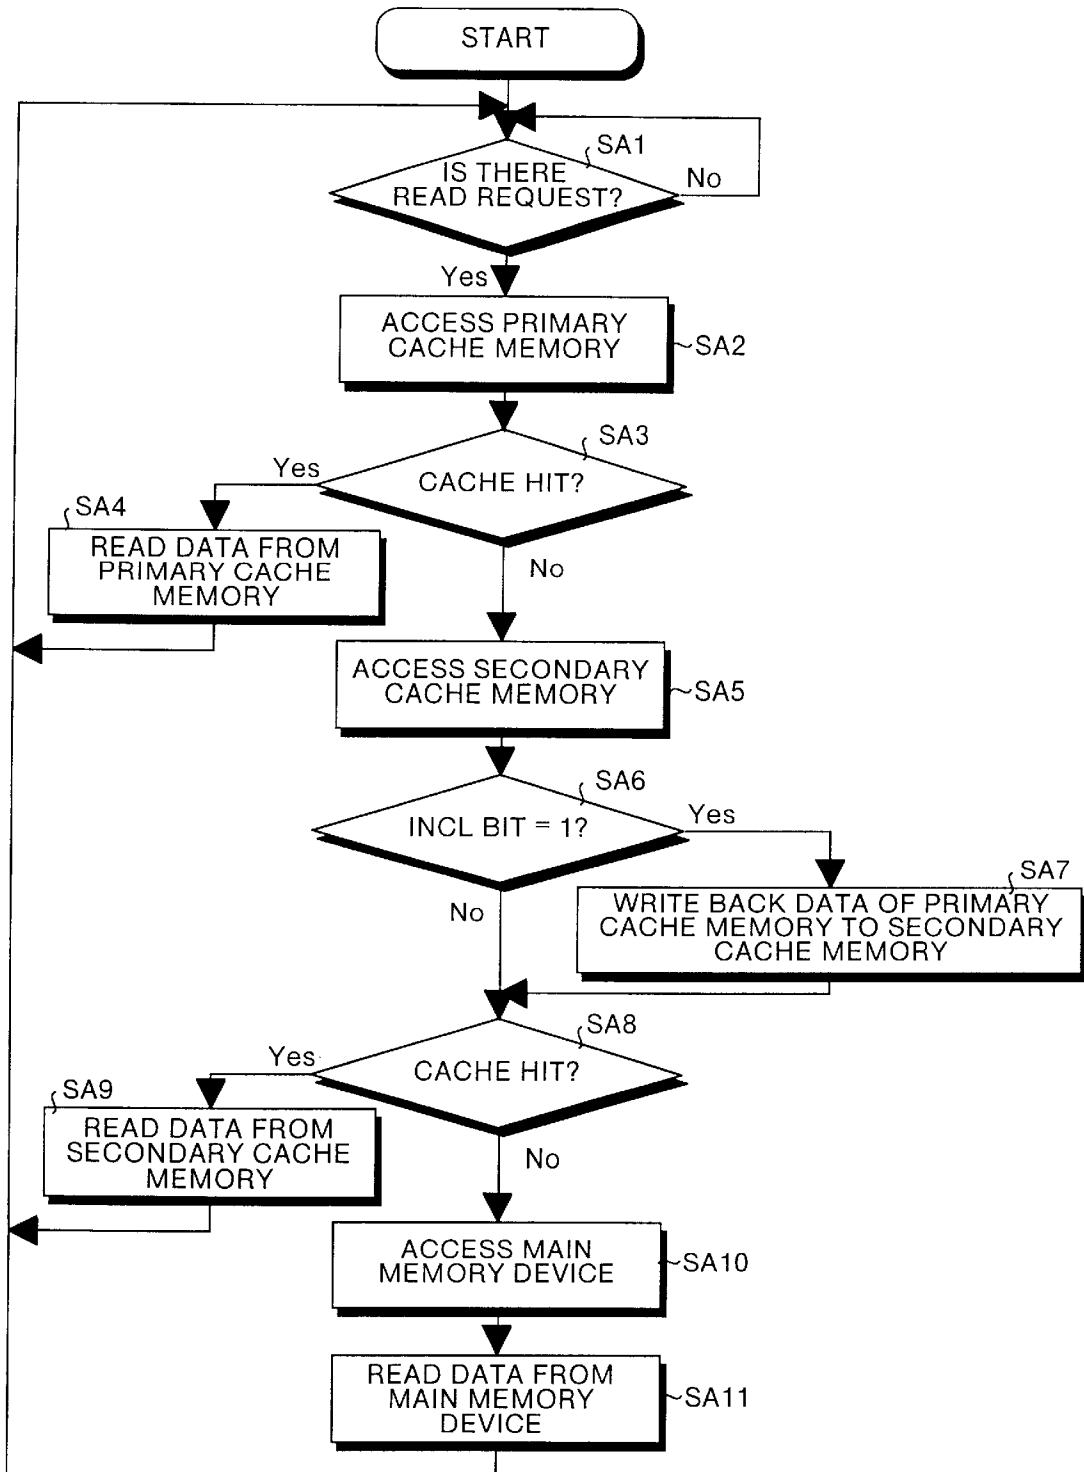 START
SA1
IS THERE
READ REQUEST?
No
Yes
ACCESS PRIMARY
CACHE MEMORY
SA2
SA3
Yes
CACHE HIT?
SA4
READ DATA FROM
PRIMARY CACHE
MEMORY
No
ACCESS SECONDARY
CACHE MEMORY
SA5
SA6
INCL BIT = 1?
Yes
SA7
No
WRITE BACK DATA OF PRIMARY
CACHE MEMORY TO SECONDARY
CACHE MEMORY
SA8
Yes
CACHE HIT?
SA9
READ DATA FROM
SECONDARY CACHE
MEMORY
No
ACCESS MAIN
MEMORY DEVICE
SA10
READ DATA FROM
MAIN MEMORY
DEVICE
SA11